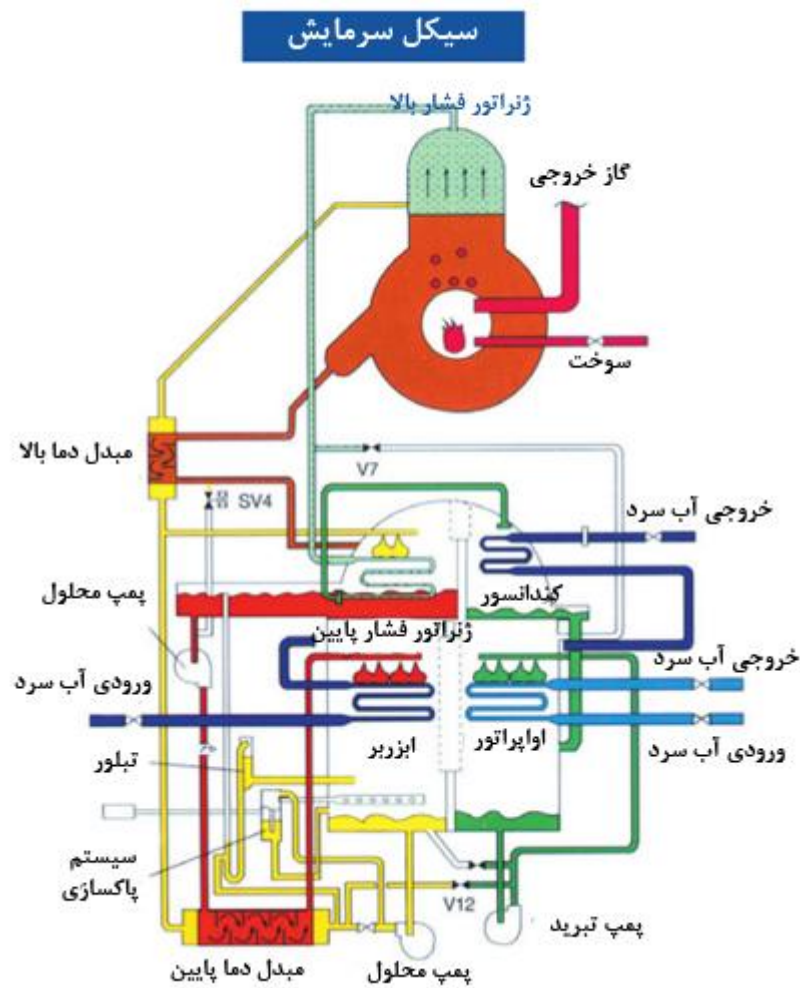 سیکل سرمایش
ژنراتور فشار بالا
گاز خروجی
سوخت
مبدل دما بالا
V7
SV4
خروجی آب سرد
کندانسور
پمپ محلول
ژنراتور فشار پایین
خروجی آب سرد
ورودی آب سرد
ابزربر
اواپراتور
ورودی آب سرد
تبلور
سیستم
پاکسازی
V12
پمپ تبرید
پمپ محلول
مبدل دما پایین